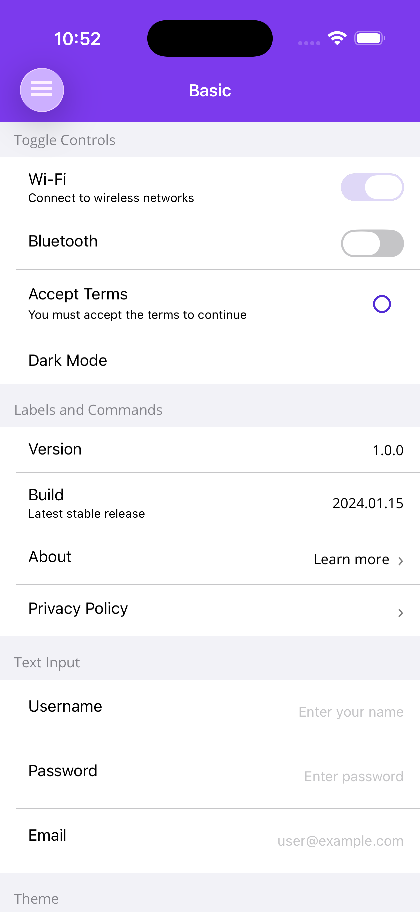 10:52
Basic
Toggle Controls
Wi-Fi
Connect to wireless networks
Bluetooth
Accept Terms
You must accept the terms to continue
Dark Mode
Labels and Commands
Version
1.0.0
Build
Latest stable release
2024.01.15
About
Learn more
Privacy Policy
Text Input
Username
Enter your name
Password
Enter password
Email
user@example.com
Theme